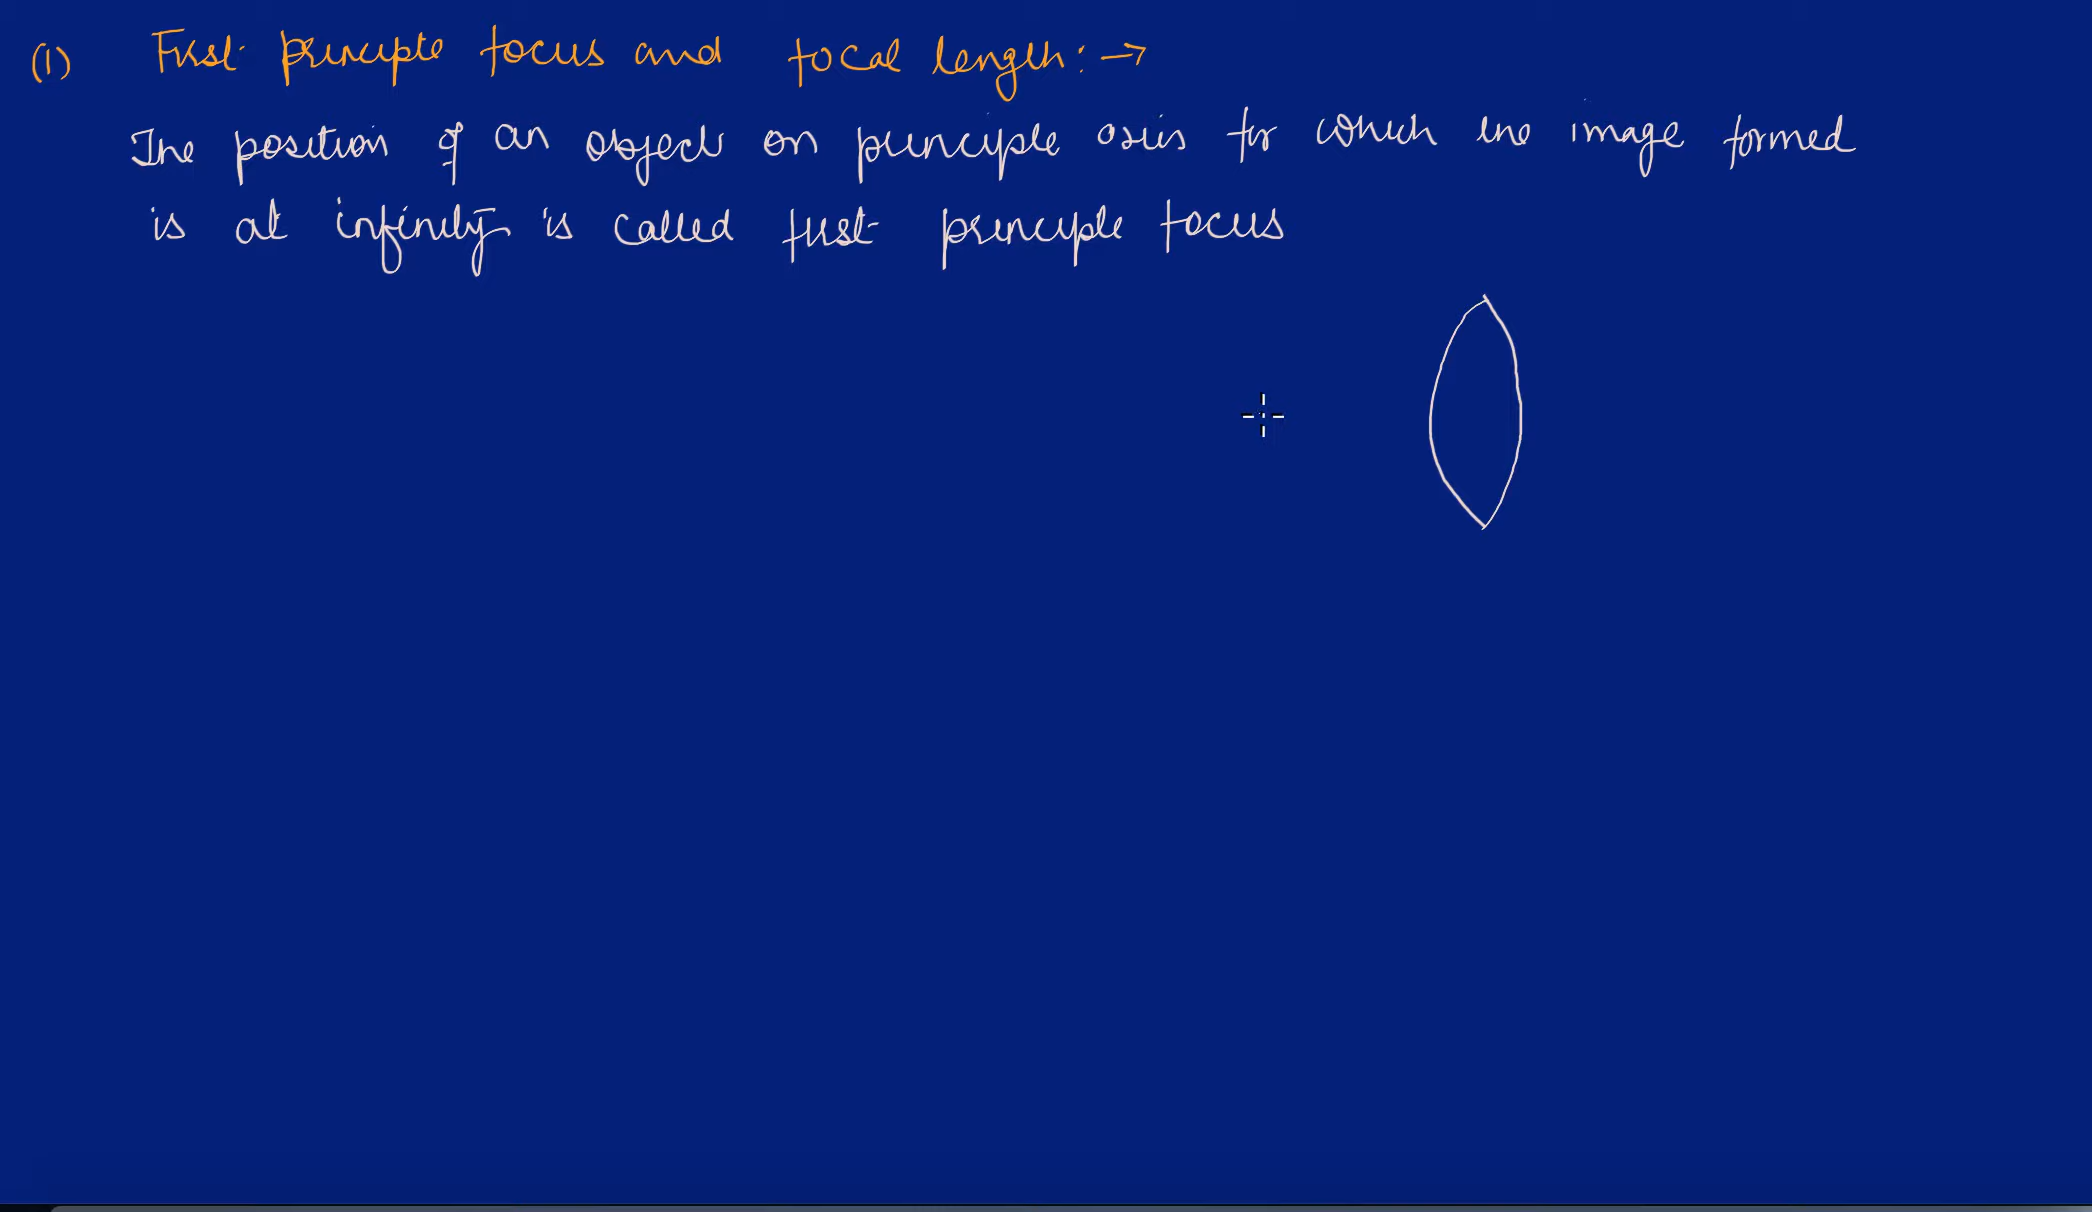 (1) First principle focus and focal length:→
The position of an object on principle axis for which the image formed
is at infinity is called first principle focus